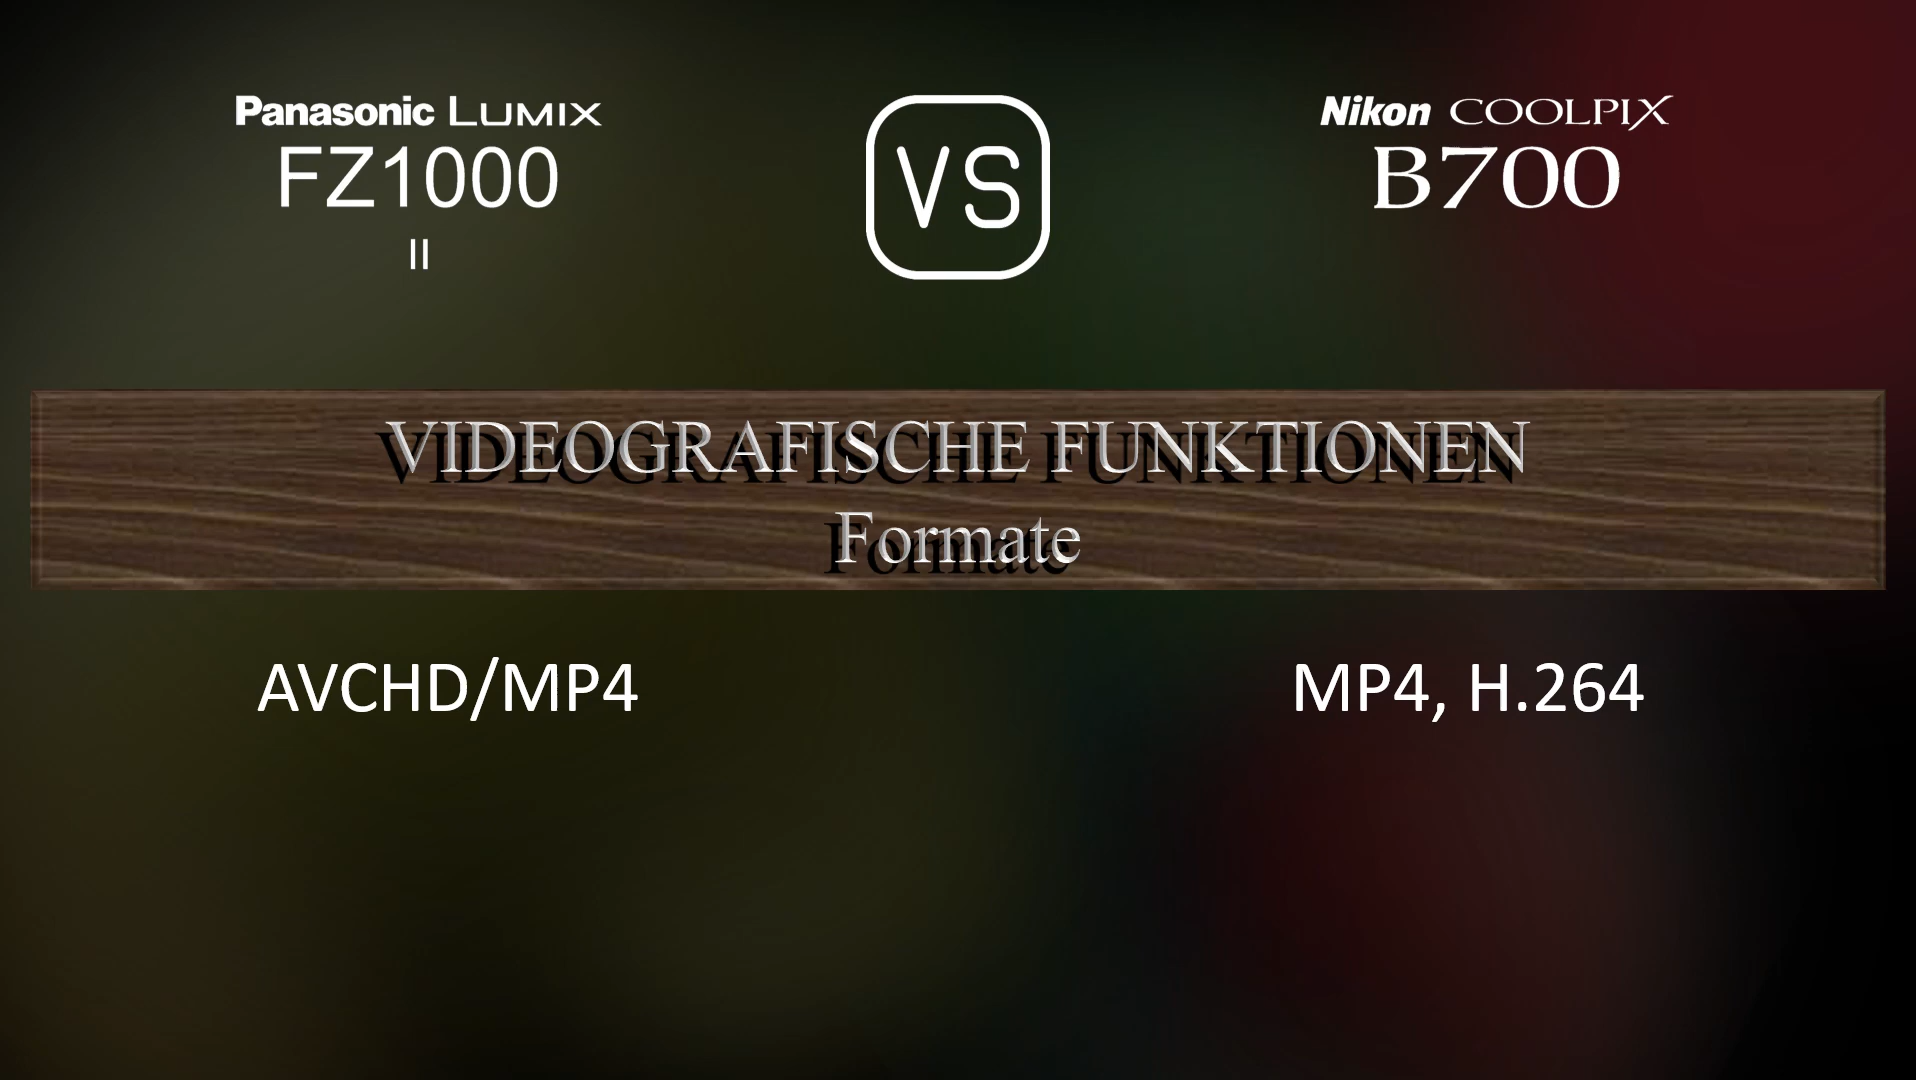 Panasonic LUMIX
FZ1000
II
VS
Nikon COOLPIX
B700
VIDEOGRAFISCHE FUNKTIONEN
Formate
AVCHD/MP4
MP4, H.264